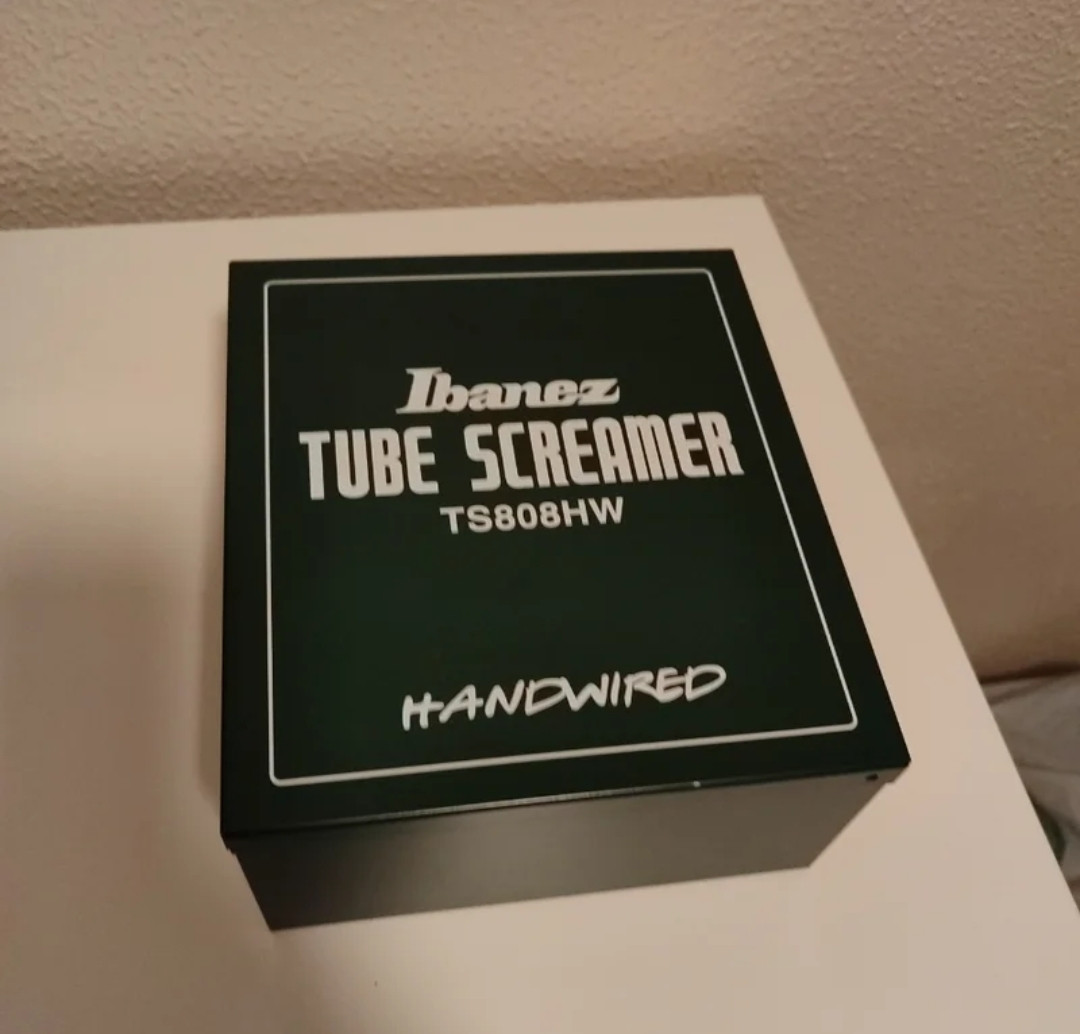 Ibanez
TUBE SCREAMER
TS808HW
HANDWIRED